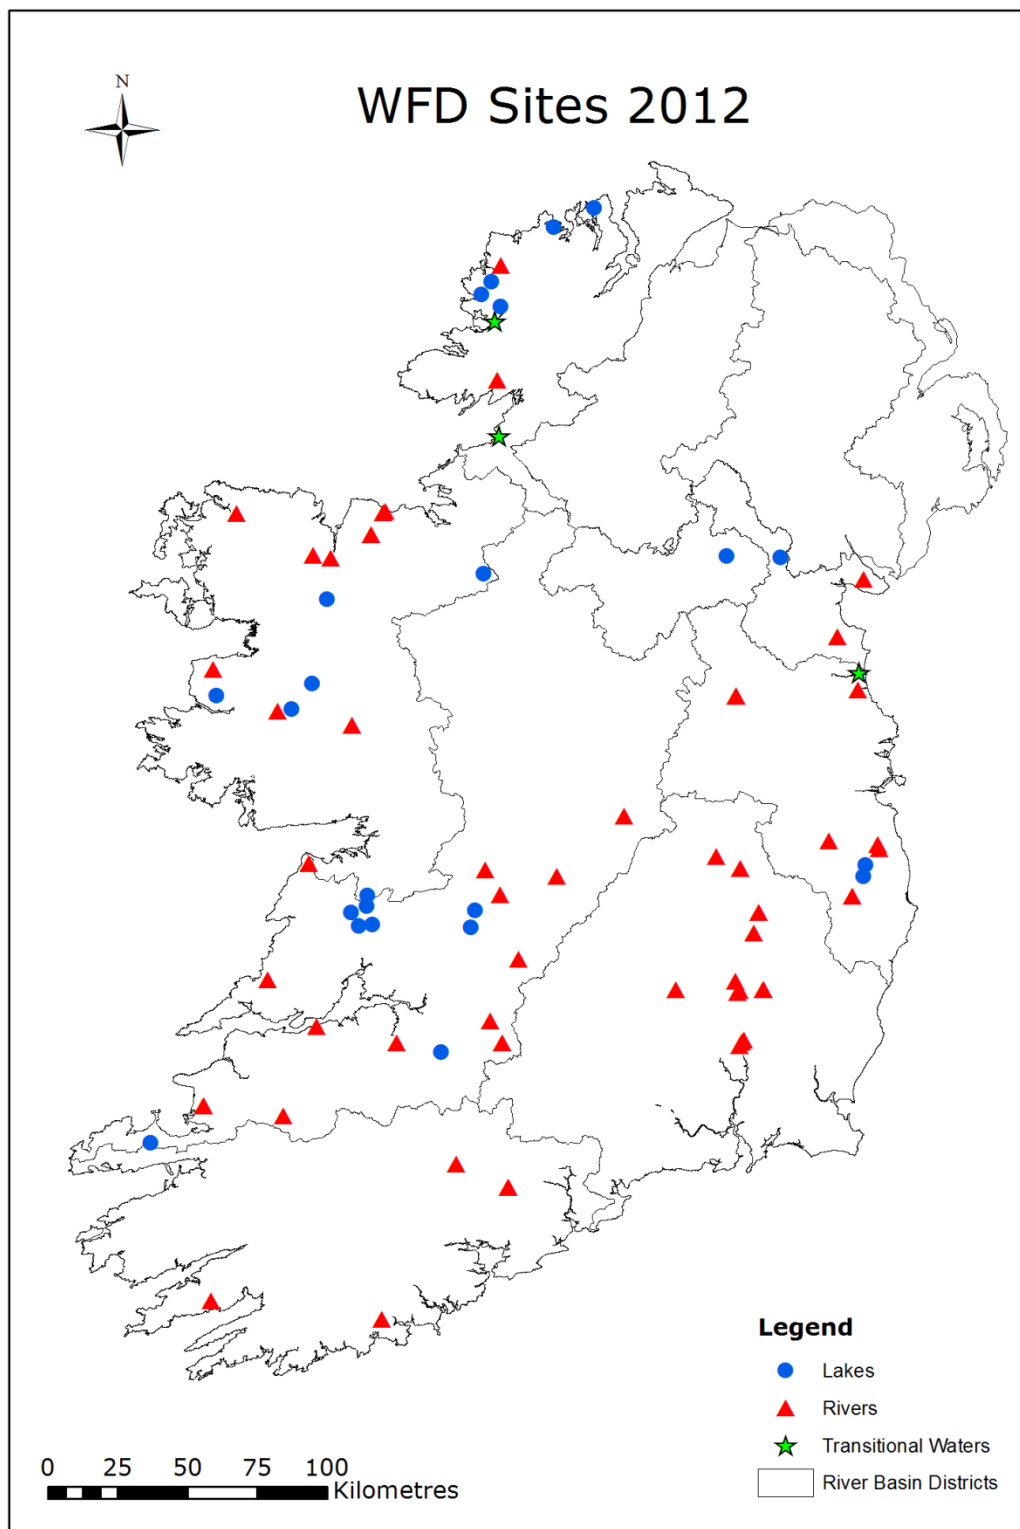 N
WFD Sites 2012
Legend
Lakes
Rivers
Transitional Waters
River Basin Districts
0 25 50 75 100
Kilometres